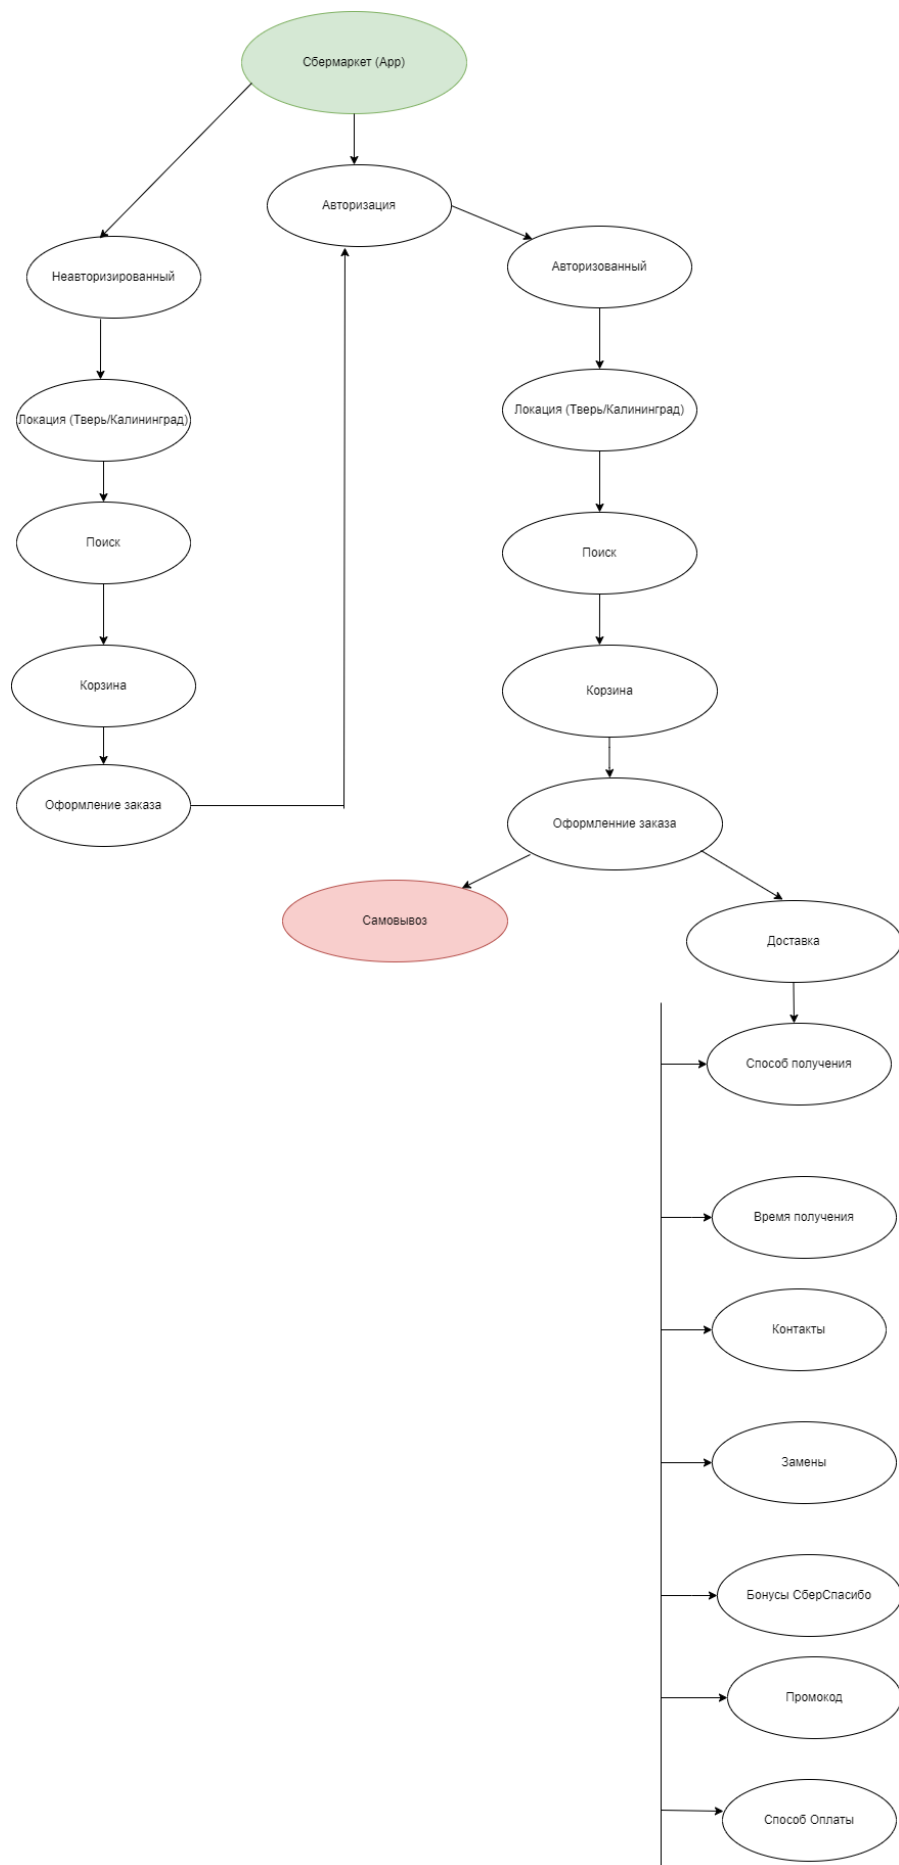 Сбермаркет (App)
Авторизация
Неавторизированный
Авторизованный
Локация (Тверь/Калининград)
Локация (Тверь/Калининград)
Поиск
Поиск
Корзина
Корзина
Оформление заказа
Оформленние заказа
Самовывоз
Доставка
Способ получения
Время получения
Контакты
Замены
Бонусы СберСпасибо
Промокод
Способ Оплаты